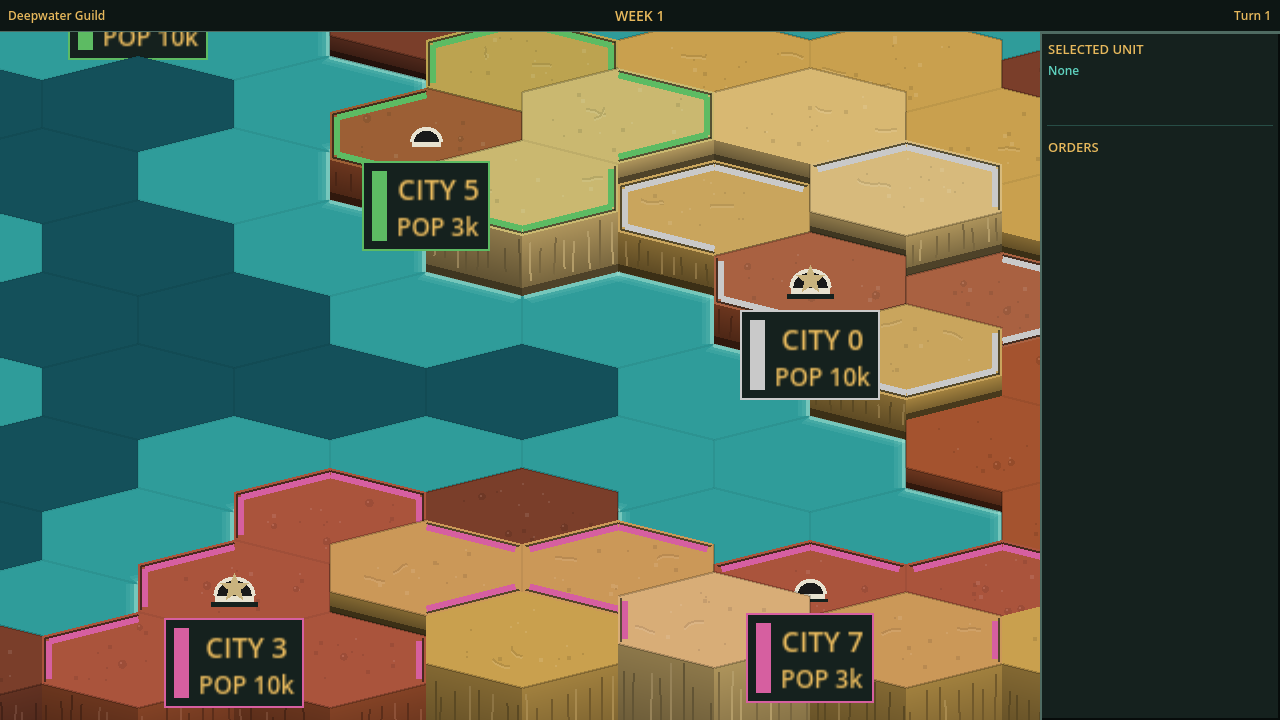 Deepwater Guild
WEEK 1
Turn 1
POP 10k
SELECTED UNIT
None
ORDERS
CITY 5
POP 3k
CITY 0
POP 10k
CITY 3
POP 10k
CITY 7
POP 3k